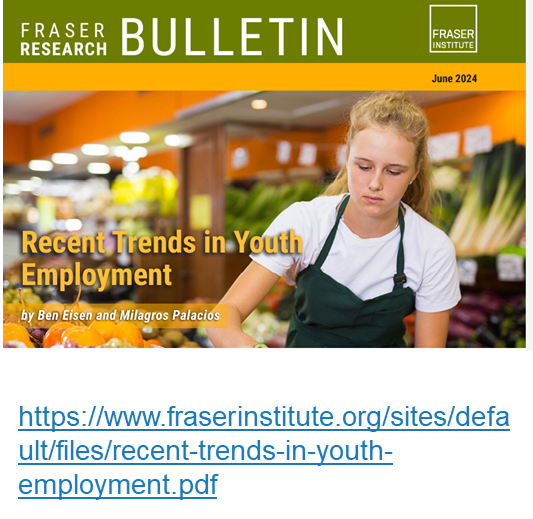 FRASER
RESEARCH
BULLETIN
FRASER
INSTITUTE
June 2024
Recent Trends in Youth
Employment
by Ben Eisen and Milagros Palacios
https://www.fraserinstitute.org/sites/defa
ult/files/recent-trends-in-youth-
employment.pdf